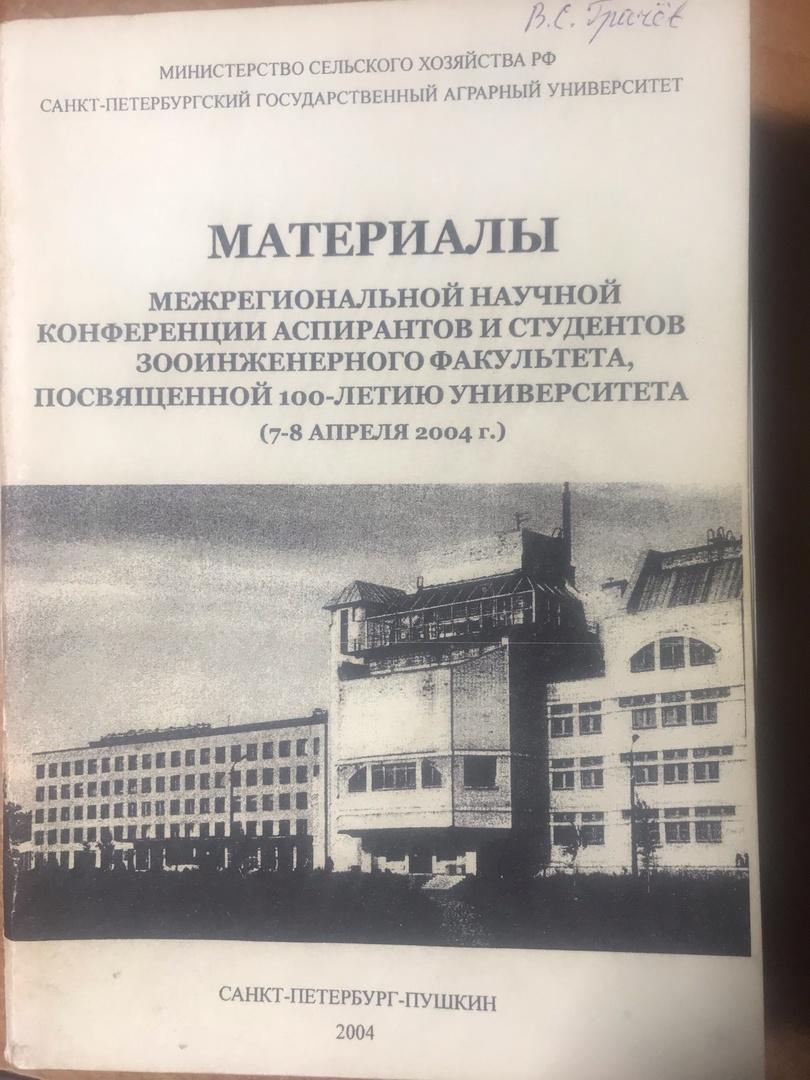 В.С. Грачёв
МИНИСТЕРСТВО СЕЛЬСКОГО ХОЗЯЙСТВА РФ
САНКТ-ПЕТЕРБУРГСКИЙ ГОСУДАРСТВЕННЫЙ АГРАРНЫЙ УНИВЕРСИТЕТ
МАТЕРИАЛЫ
МЕЖРЕГИОНАЛЬНОЙ НАУЧНОЙ
КОНФЕРЕНЦИИ АСПИРАНТОВ И СТУДЕНТОВ
ЗООИНЖЕНЕРНОГО ФАКУЛЬТЕТА,
ПОСВЯЩЕННОЙ 100-ЛЕТИЮ УНИВЕРСИТЕТА
(7-8 АПРЕЛЯ 2004 г.)
САНКТ-ПЕТЕРБУРГ-ПУШКИН
2004